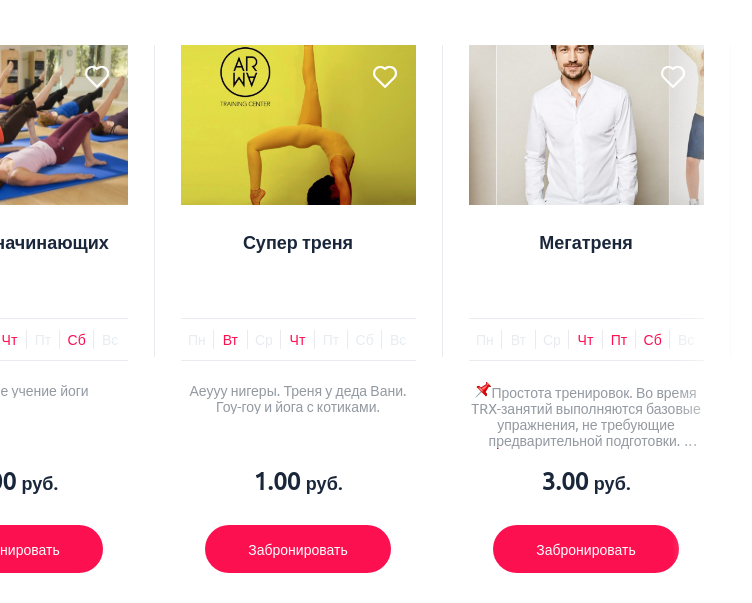 AR
MA
TRAINING CENTER
начинающих
Чт Пт Сб Вс
е учение йоги
00 руб.
нировать
Супер треня
Пн Вт Ср Чт Пт Сб Вс
Аеууу нигеры. Треня у деда Вани.
Гоу-гоу и йога с котиками.
1.00 руб.
Забронировать
Мегатреня
Пн Вт Ср Чт Пт Сб Вс
Простота тренировок. Во время
TRX-занятий выполняются базовые
упражнения, не требующие
предварительной подготовки. ...
3.00 руб.
Забронировать